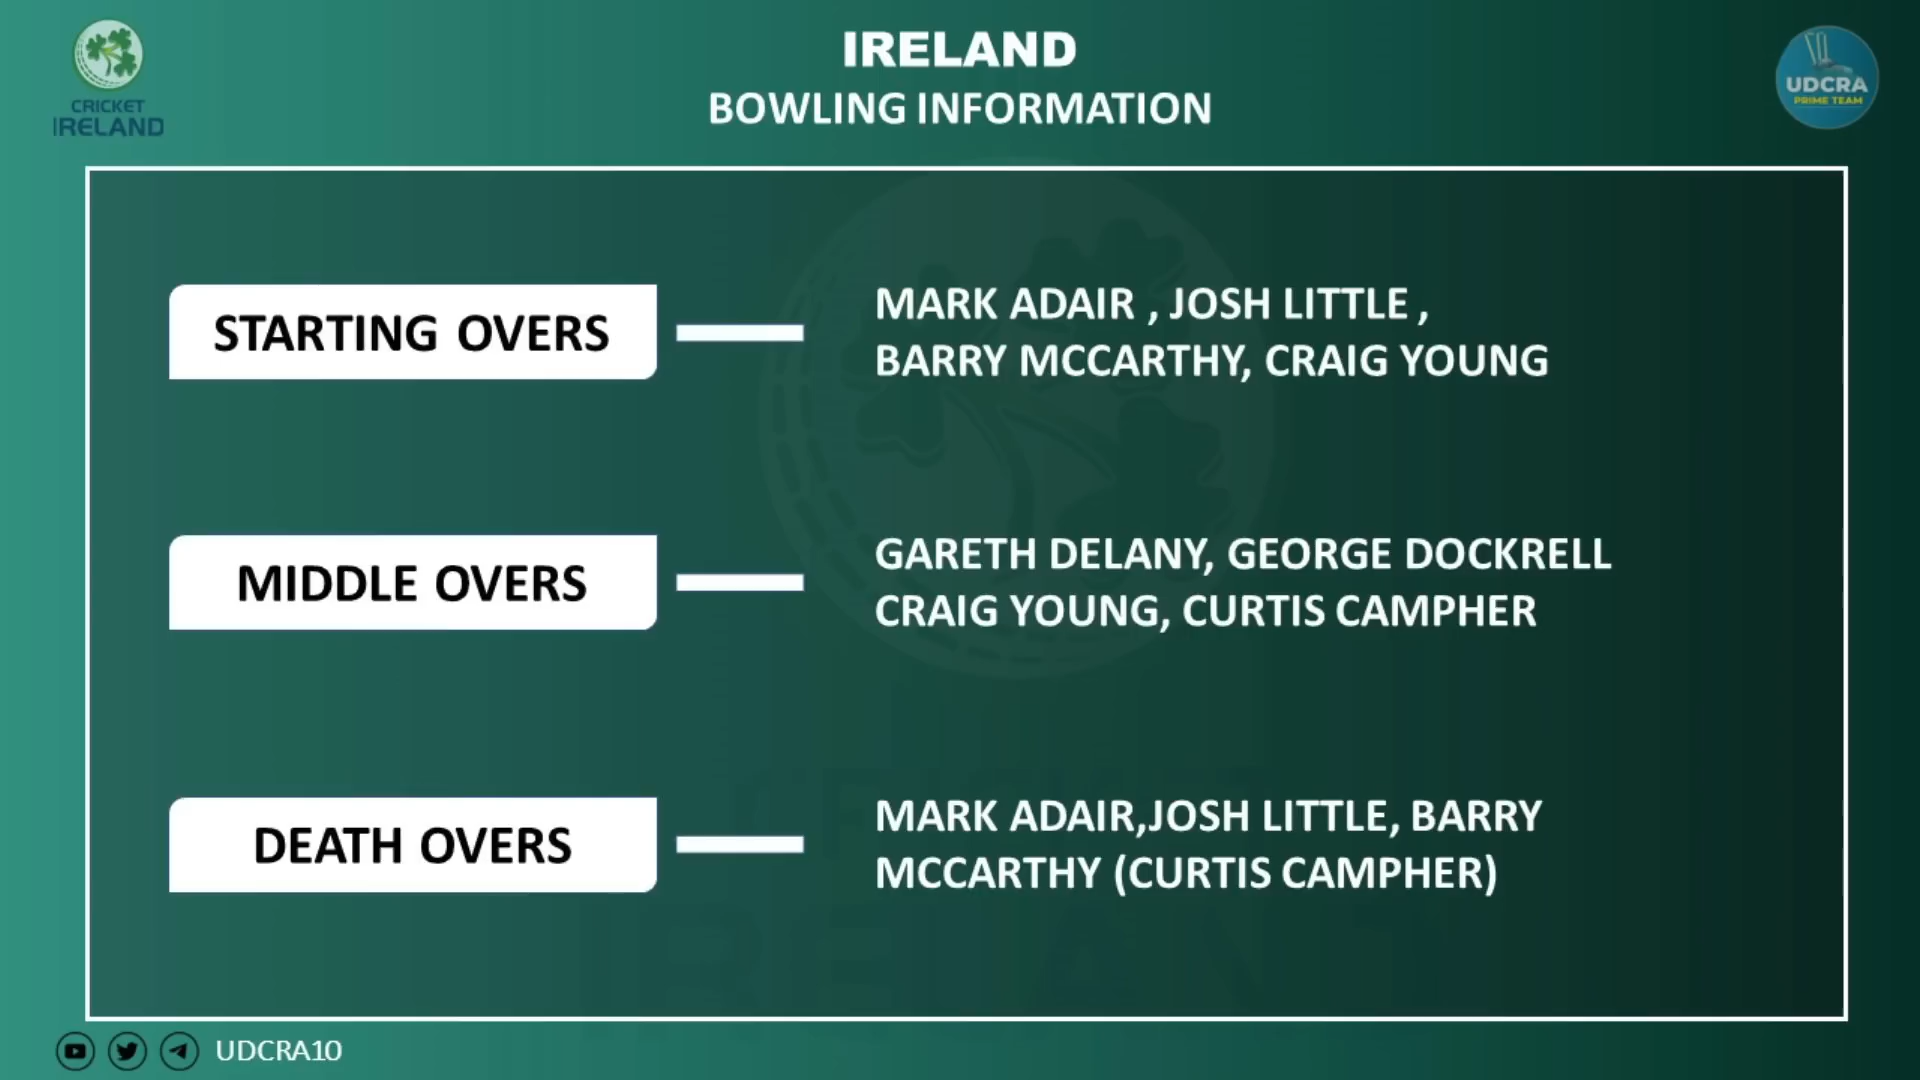 IRELAND
BOWLING INFORMATION
CRICKET
IRELAND
UDCRA
PRIME TEAM
STARTING OVERS
MARK ADAIR , JOSH LITTLE ,
BARRY MCCARTHY, CRAIG YOUNG
MIDDLE OVERS
GARETH DELANY, GEORGE DOCKRELL
CRAIG YOUNG, CURTIS CAMPHER
DEATH OVERS
MARK ADAIR,JOSH LITTLE, BARRY
MCCARTHY (CURTIS CAMPHER)
UDCRA10